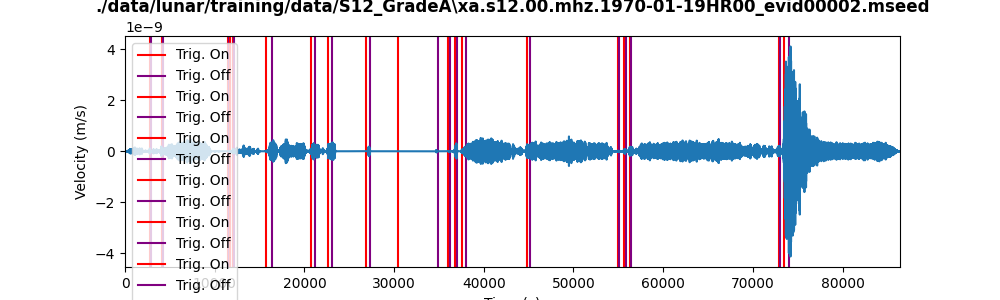 ./data/lunar/training/data/S12_GradeA\xa.s12.00.mhz.1970-01-19HR00_evid00002.mseed
1e−9
4
2
0
−2
−4
Velocity (m/s)
Trig. On
Trig. Off
Trig. On
Trig. Off
Trig. On
Trig. Off
Trig. On
Trig. Off
Trig. On
Trig. Off
Trig. On
Trig. Off
0 10000 20000 30000 40000 50000 60000 70000 80000
Time (s)